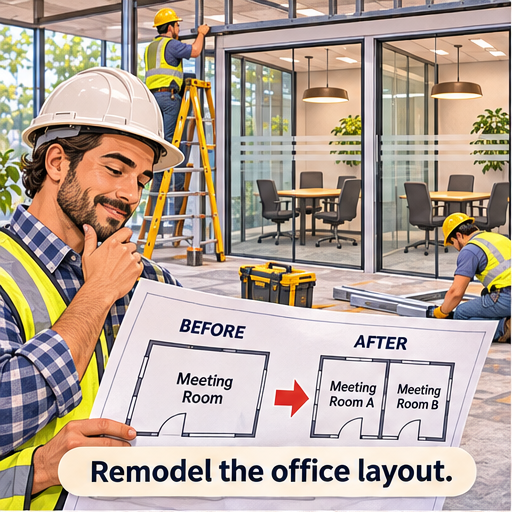 BEFORE
AFTER
Meeting
Room
Meeting
Room A
Meeting
Room B
Remodel the office layout.